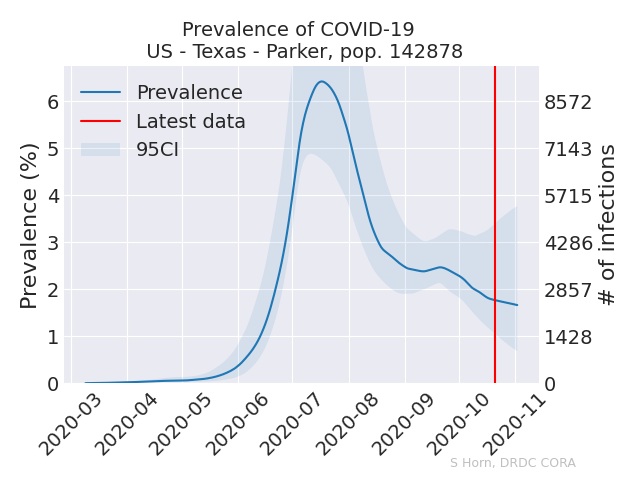 Prevalence of COVID-19
US - Texas - Parker, pop. 142878
Prevalence
Latest data
95CI
Prevalence (%)
6
5
4
3
2
1
0
8572
7143
5715
4286
2857
1428
0
# of infections
2020-03
2020-04
2020-05
2020-06
2020-07
2020-08
2020-09
2020-10
2020-11
S Horn, DRDC CORA